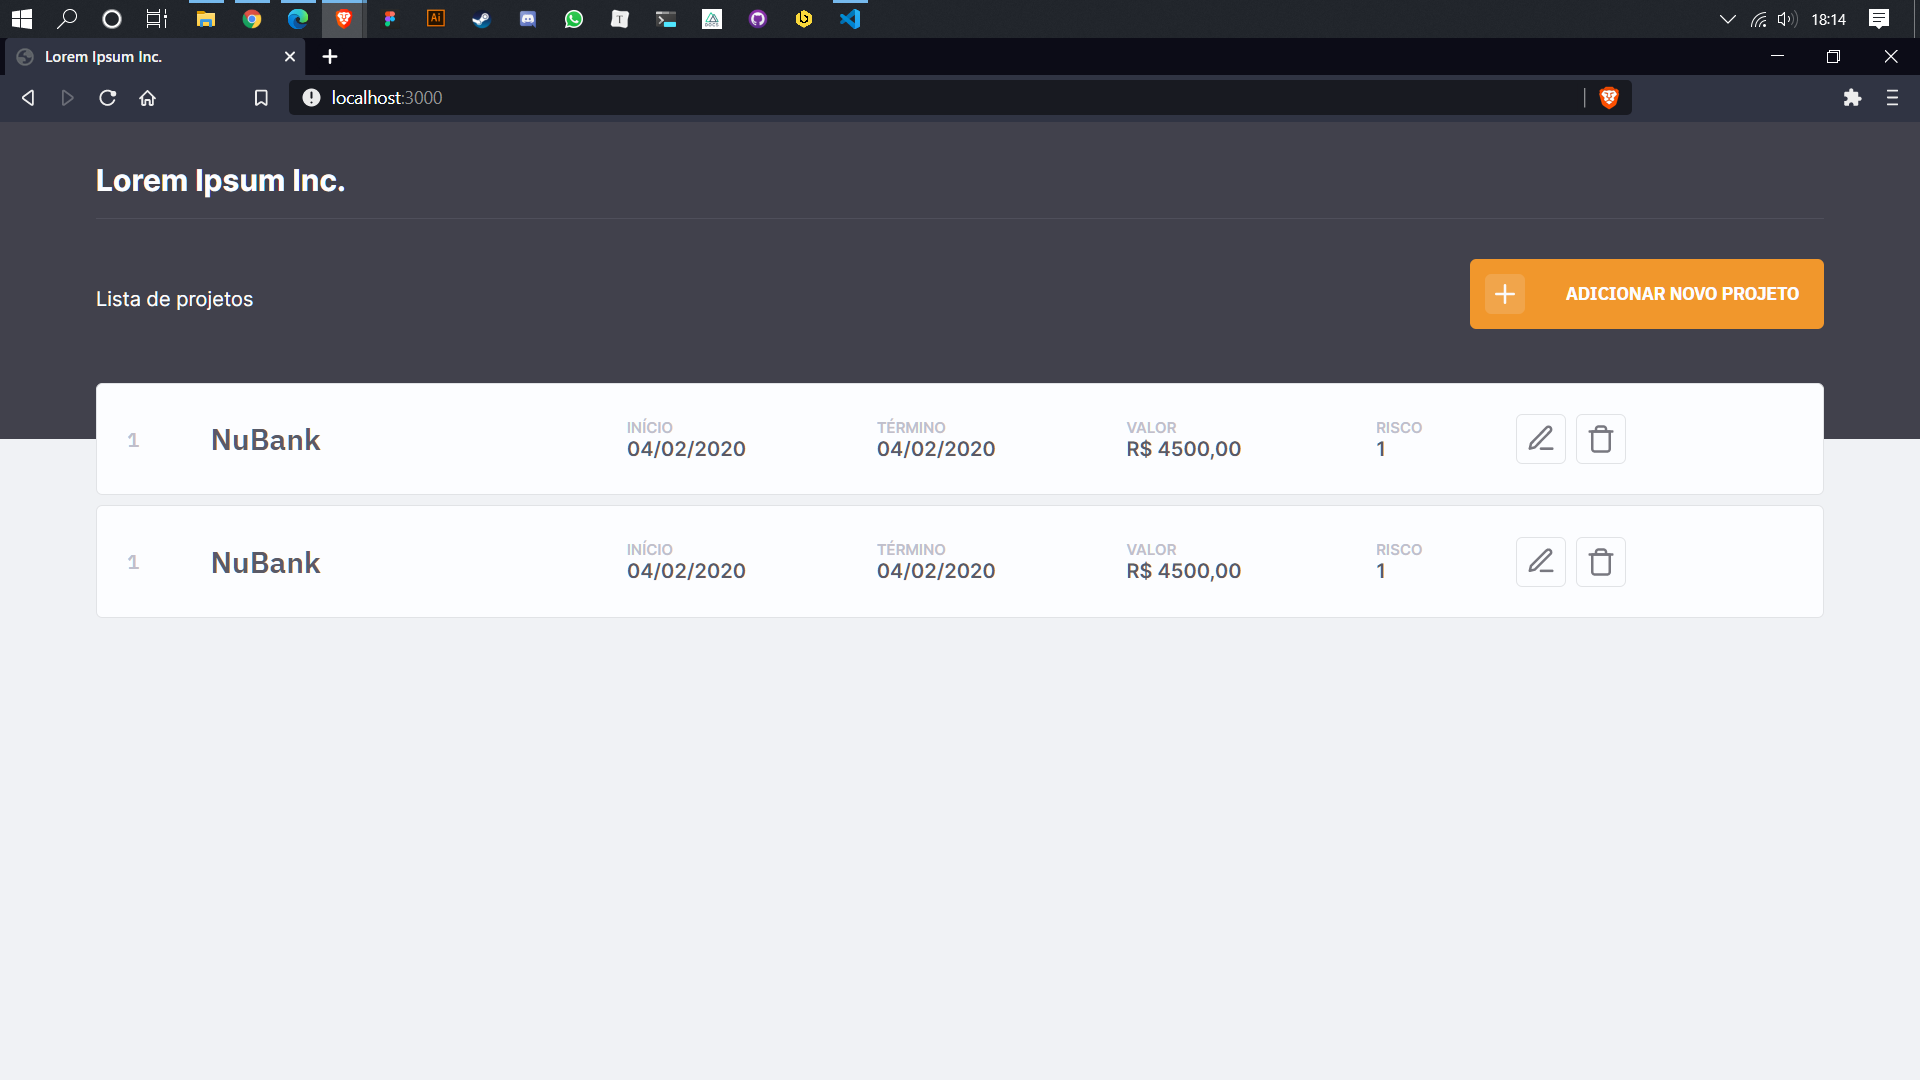 18:14
Lorem Ipsum Inc.
localhost:3000
Lorem Ipsum Inc.
Lista de projetos
ADICIONAR NOVO PROJETO
1 NuBank INÍCIO TÉRMINO VALOR RISCO
04/02/2020 04/02/2020 R$ 4500,00 1
1 NuBank INÍCIO TÉRMINO VALOR RISCO
04/02/2020 04/02/2020 R$ 4500,00 1